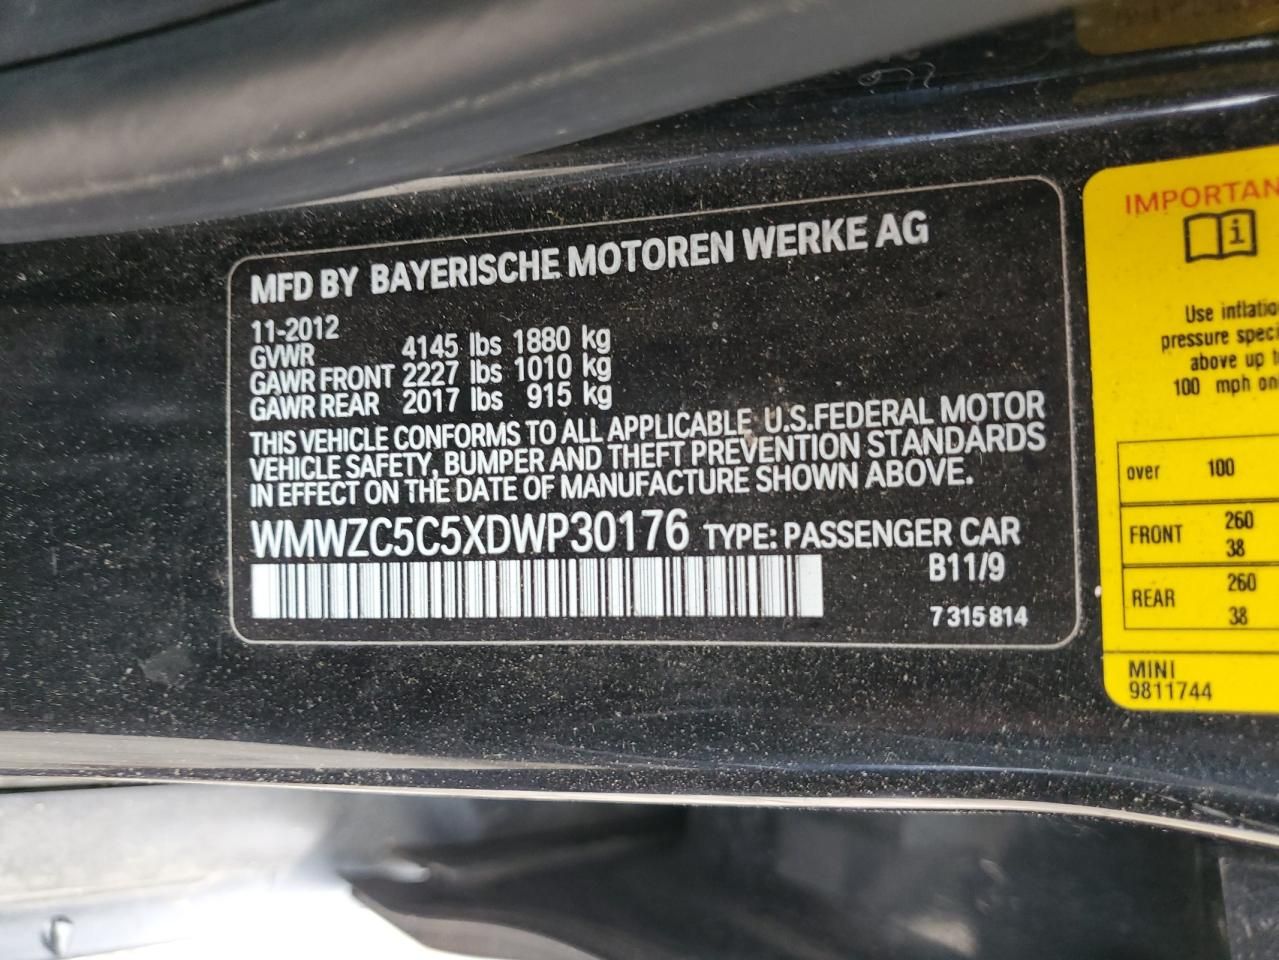 MFD BY BAYERISCHE MOTOREN WERKE AG
11-2012
GVWR 4145 lbs 1880 kg
GAWR FRONT 2227 lbs 1010 kg
GAWR REAR 2017 lbs 915 kg
THIS VEHICLE CONFORMS TO ALL APPLICABLE U.S.FEDERAL MOTOR
VEHICLE SAFETY, BUMPER AND THEFT PREVENTION STANDARDS
IN EFFECT ON THE DATE OF MANUFACTURE SHOWN ABOVE.
WMWZC5C5XDWP30176 TYPE: PASSENGER CAR
B11/9
7 315 814
IMPORTAN
i
Use inflatio
pressure spec
above up t
100 mph on
over 100
FRONT 260
38
REAR 260
38
MINI
9811744